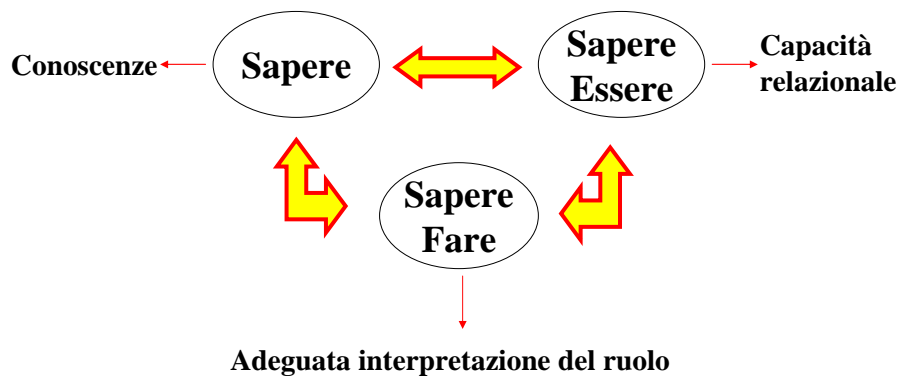 Conoscenze
Sapere
Sapere
Essere
Capacità
relazionale
Sapere
Fare
Adeguata interpretazione del ruolo